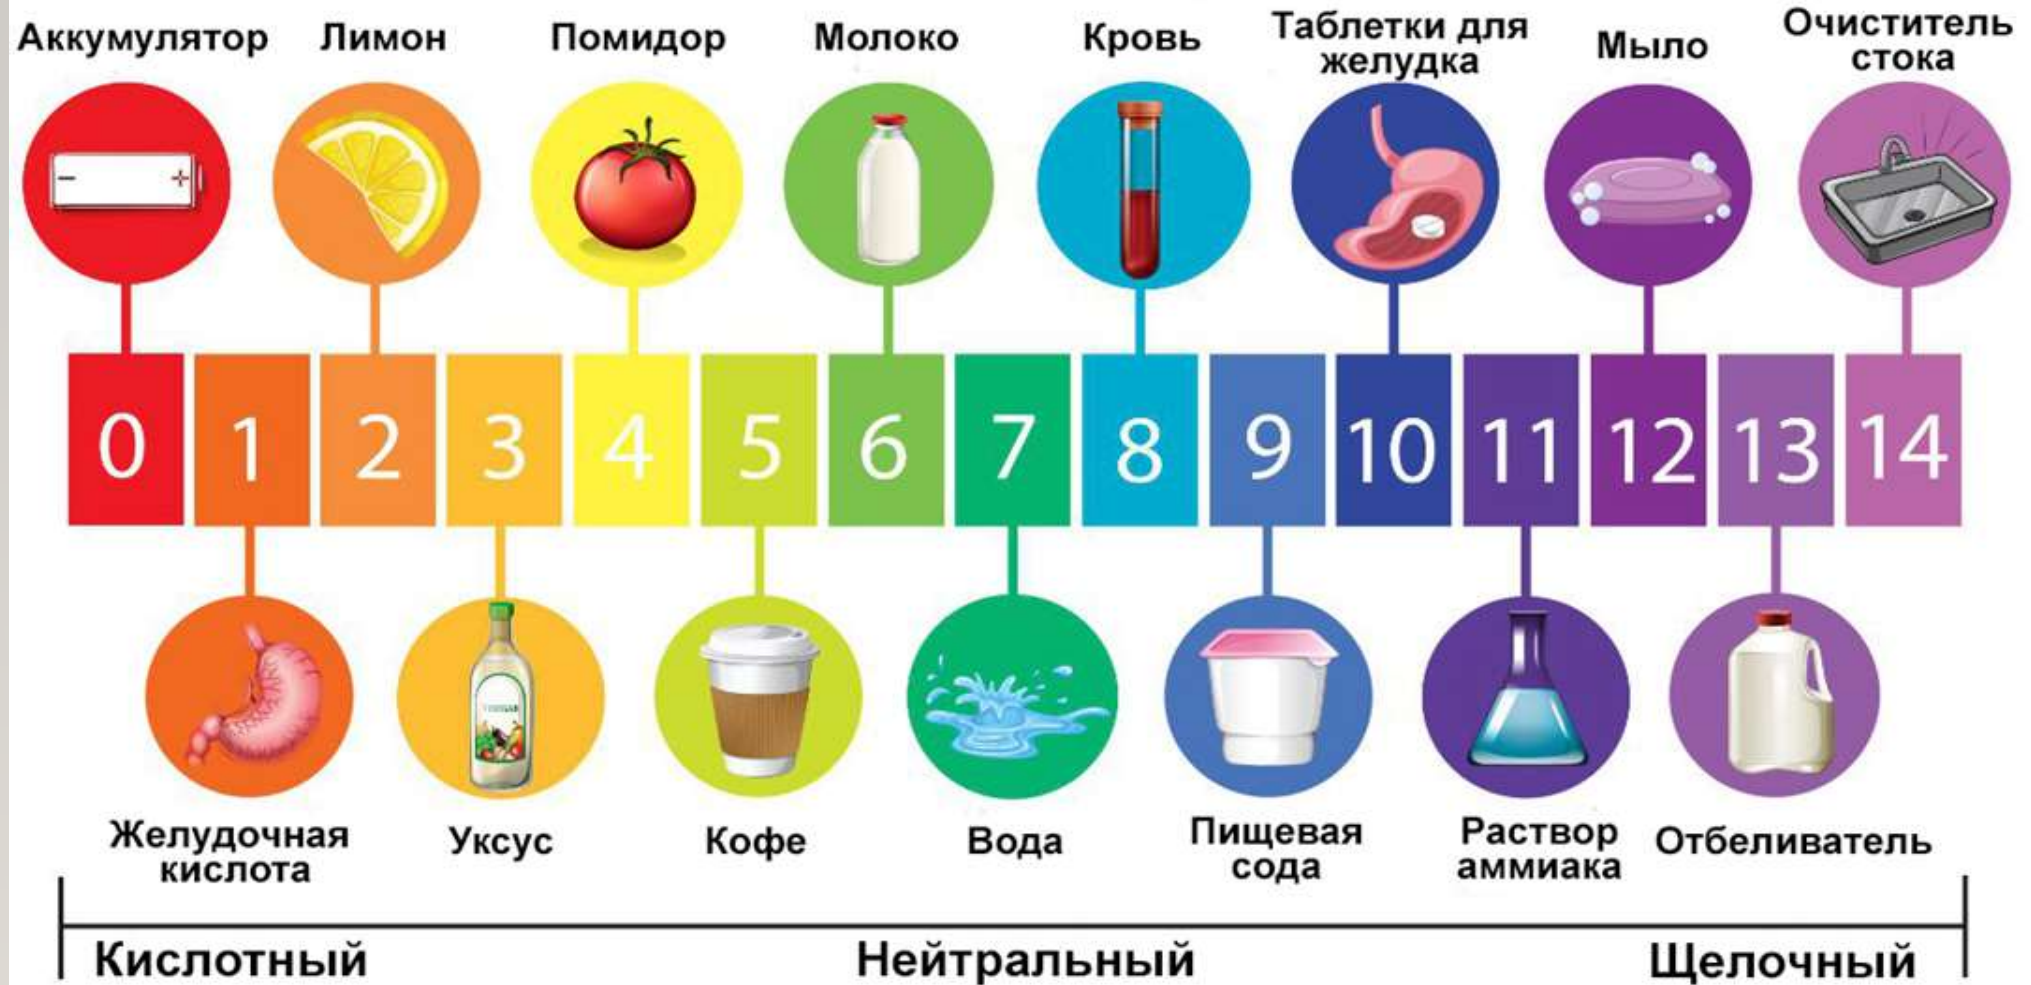 Аккумулятор
Лимон
Помидор
Молоко
Кровь
Таблетки для
желудка
Мыло
Очиститель
стока
0 1 2 3 4 5 6 7 8 9 10 11 12 13 14
Желудочная
кислота
Уксус
Кофе
Вода
Пищевая
сода
Раствор
аммиака
Отбеливатель
Кислотный
Нейтральный
Щелочный